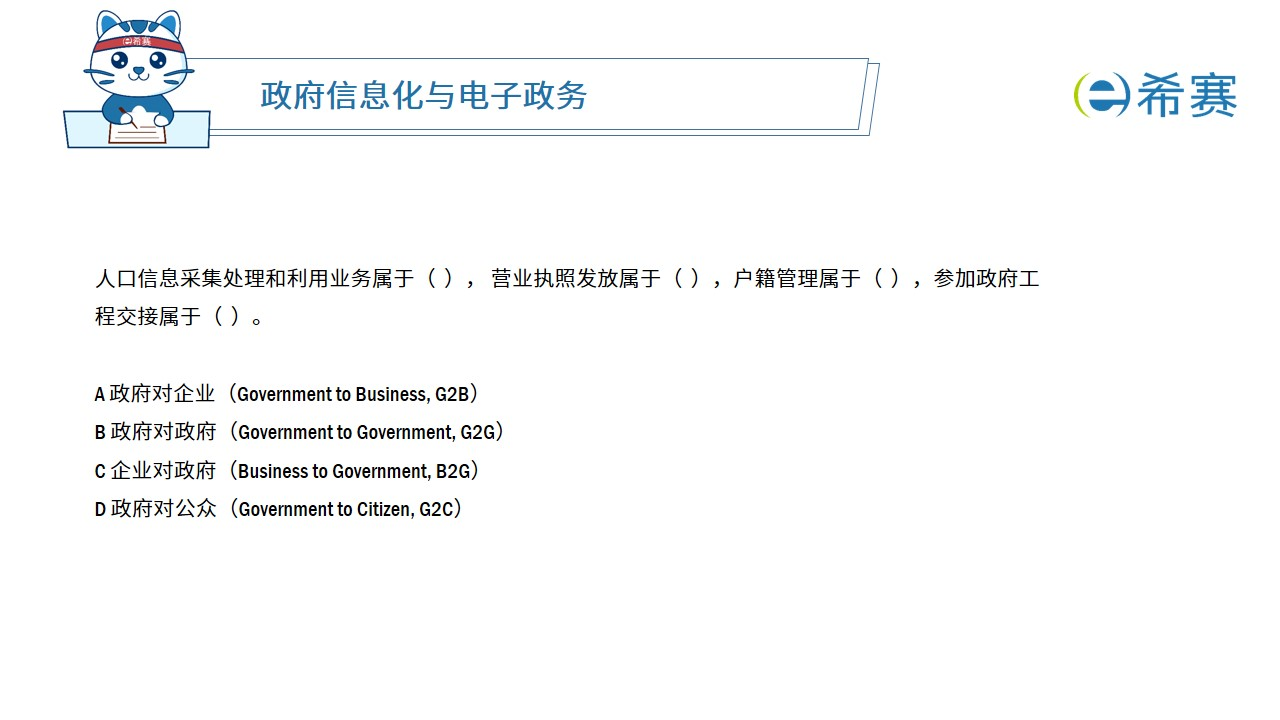 希赛
政府信息化与电子政务
希赛
人口信息采集处理和利用业务属于（ ）， 营业执照发放属于（ ），户籍管理属于（ ），参加政府工
程交接属于（ ）。
A 政府对企业（Government to Business, G2B）
B 政府对政府（Government to Government, G2G）
C 企业对政府（Business to Government, B2G）
D 政府对公众（Government to Citizen, G2C）